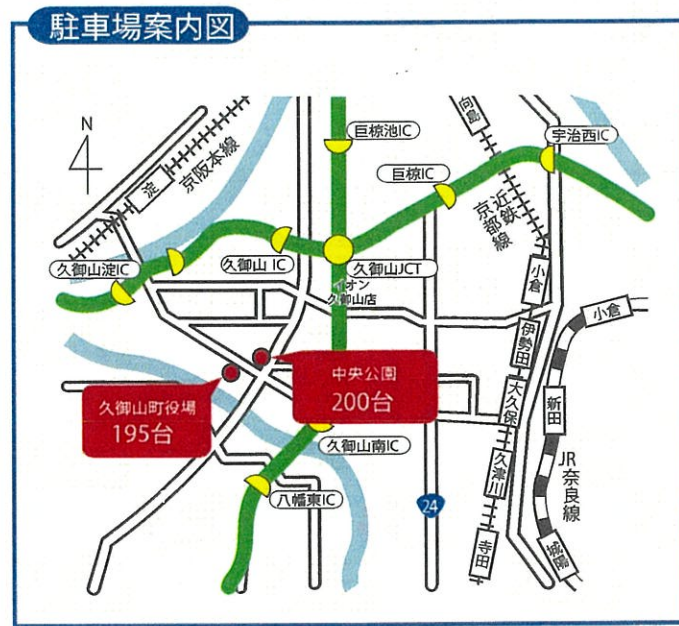 駐車場案内図
N
淀
京阪本線
巨椋池IC
向島
宇治西IC
巨椋IC
近鉄
京都線
久御山淀IC
久御山 IC
久御山JCT
イオン
久御山店
小倉
小倉
伊勢田
中央公園
200台
久御山町役場
195台
大久保
新田
久御山南IC
久津川
JR奈良線
八幡東IC
24
寺田
城陽